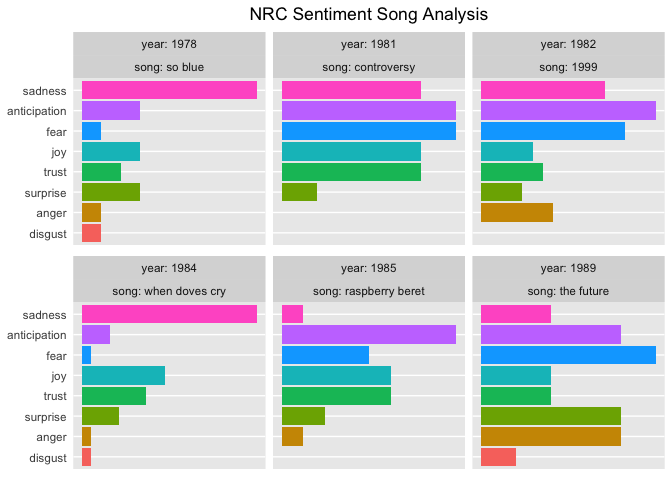 NRC Sentiment Song Analysis
year: 1978
song: so blue
year: 1981
song: controversy
year: 1982
song: 1999
sadness
anticipation
fear
joy
trust
surprise
anger
disgust
year: 1984
song: when doves cry
year: 1985
song: raspberry beret
year: 1989
song: the future
sadness
anticipation
fear
joy
trust
surprise
anger
disgust